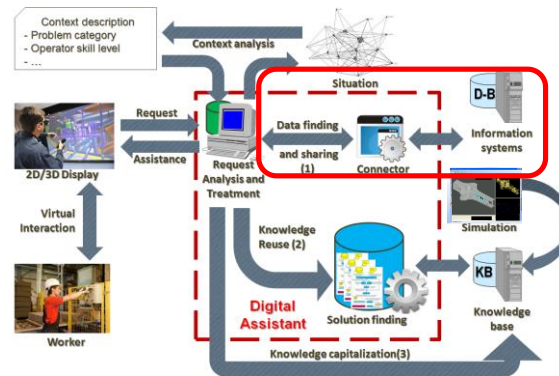 Context description
- Problem category
- Operator skill level
- ...
Context analysis
Situation
D-B
Request
Assistance
Data finding
and sharing
(1)
Information
systems
2D/3D Display
Request
Analysis and
Treatment
Connector
Virtual
Interaction
Simulation
Knowledge
Reuse (2)
KB
Digital
Assistant
Solution finding
Knowledge
base
Worker
Knowledge capitalization(3)